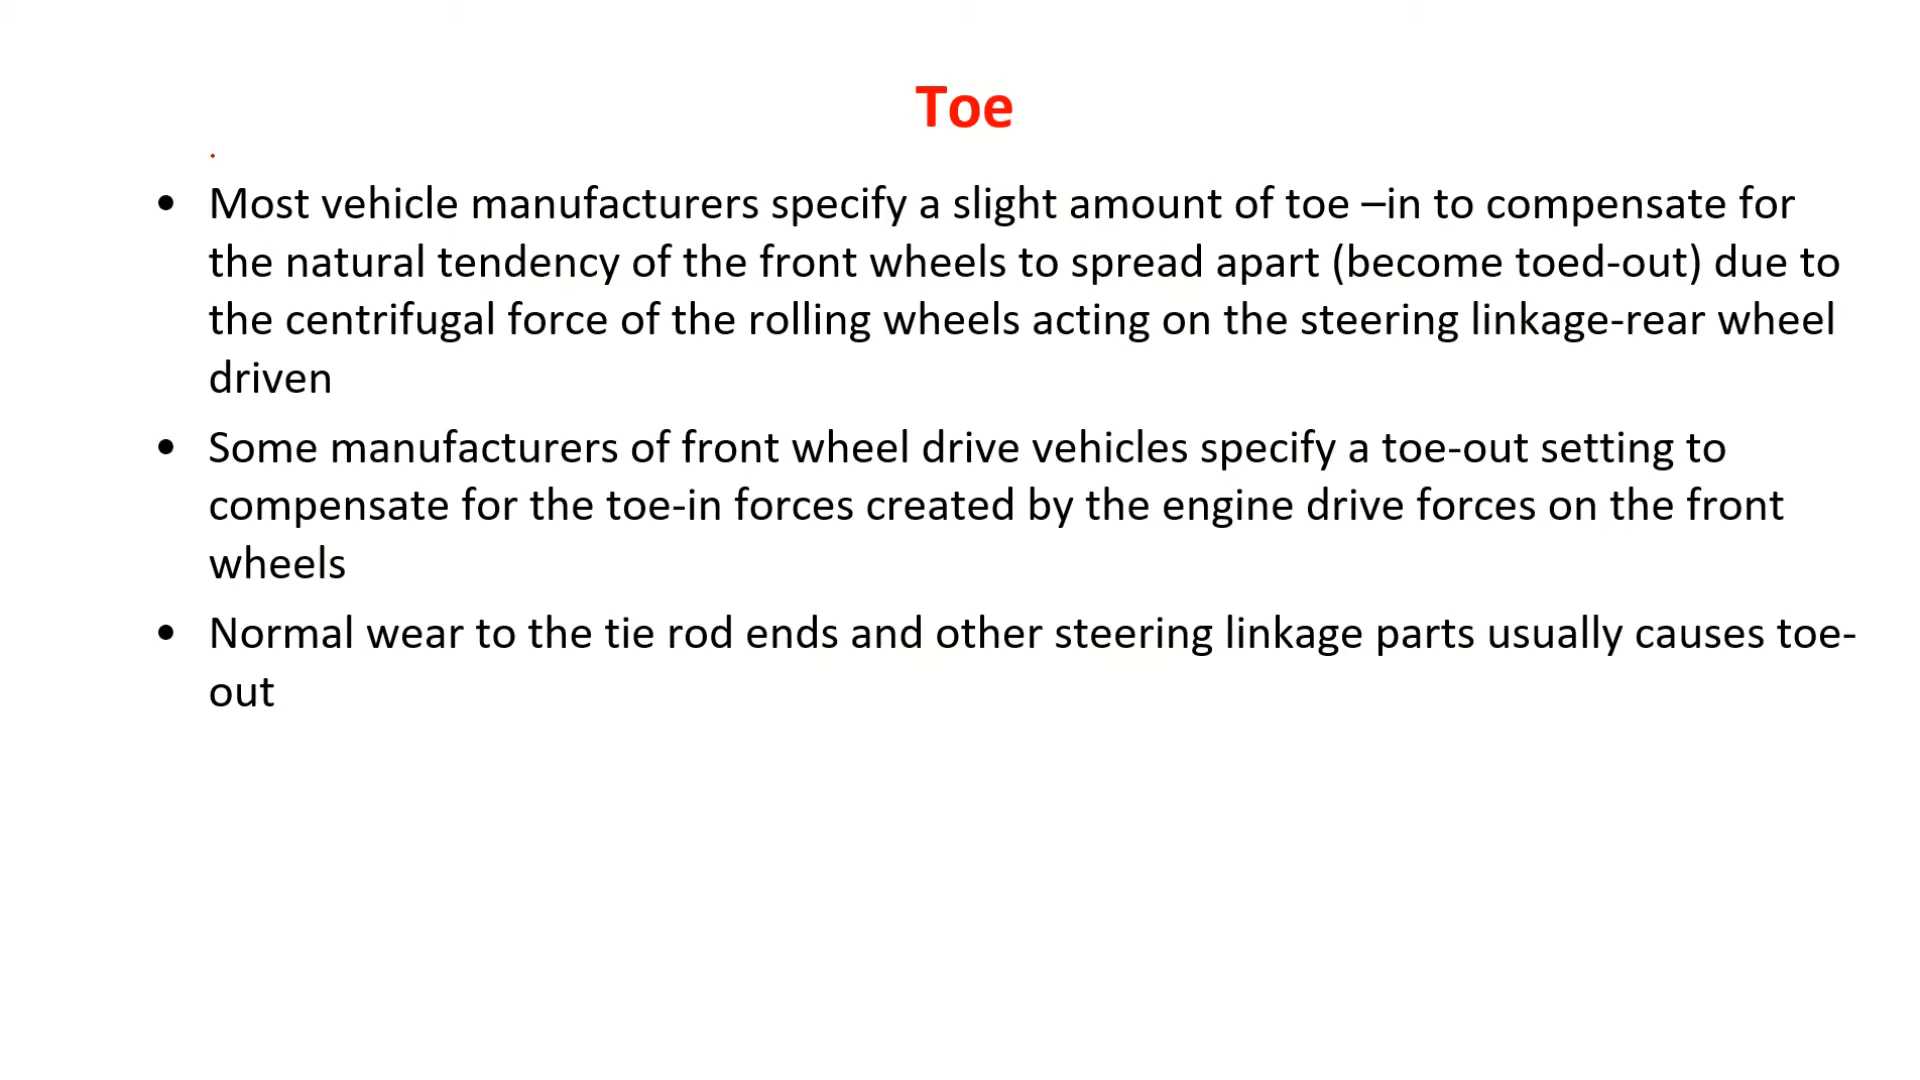 Toe
• Most vehicle manufacturers specify a slight amount of toe –in to compensate for
the natural tendency of the front wheels to spread apart (become toed-out) due to
the centrifugal force of the rolling wheels acting on the steering linkage-rear wheel
driven
• Some manufacturers of front wheel drive vehicles specify a toe-out setting to
compensate for the toe-in forces created by the engine drive forces on the front
wheels
• Normal wear to the tie rod ends and other steering linkage parts usually causes toe-
out